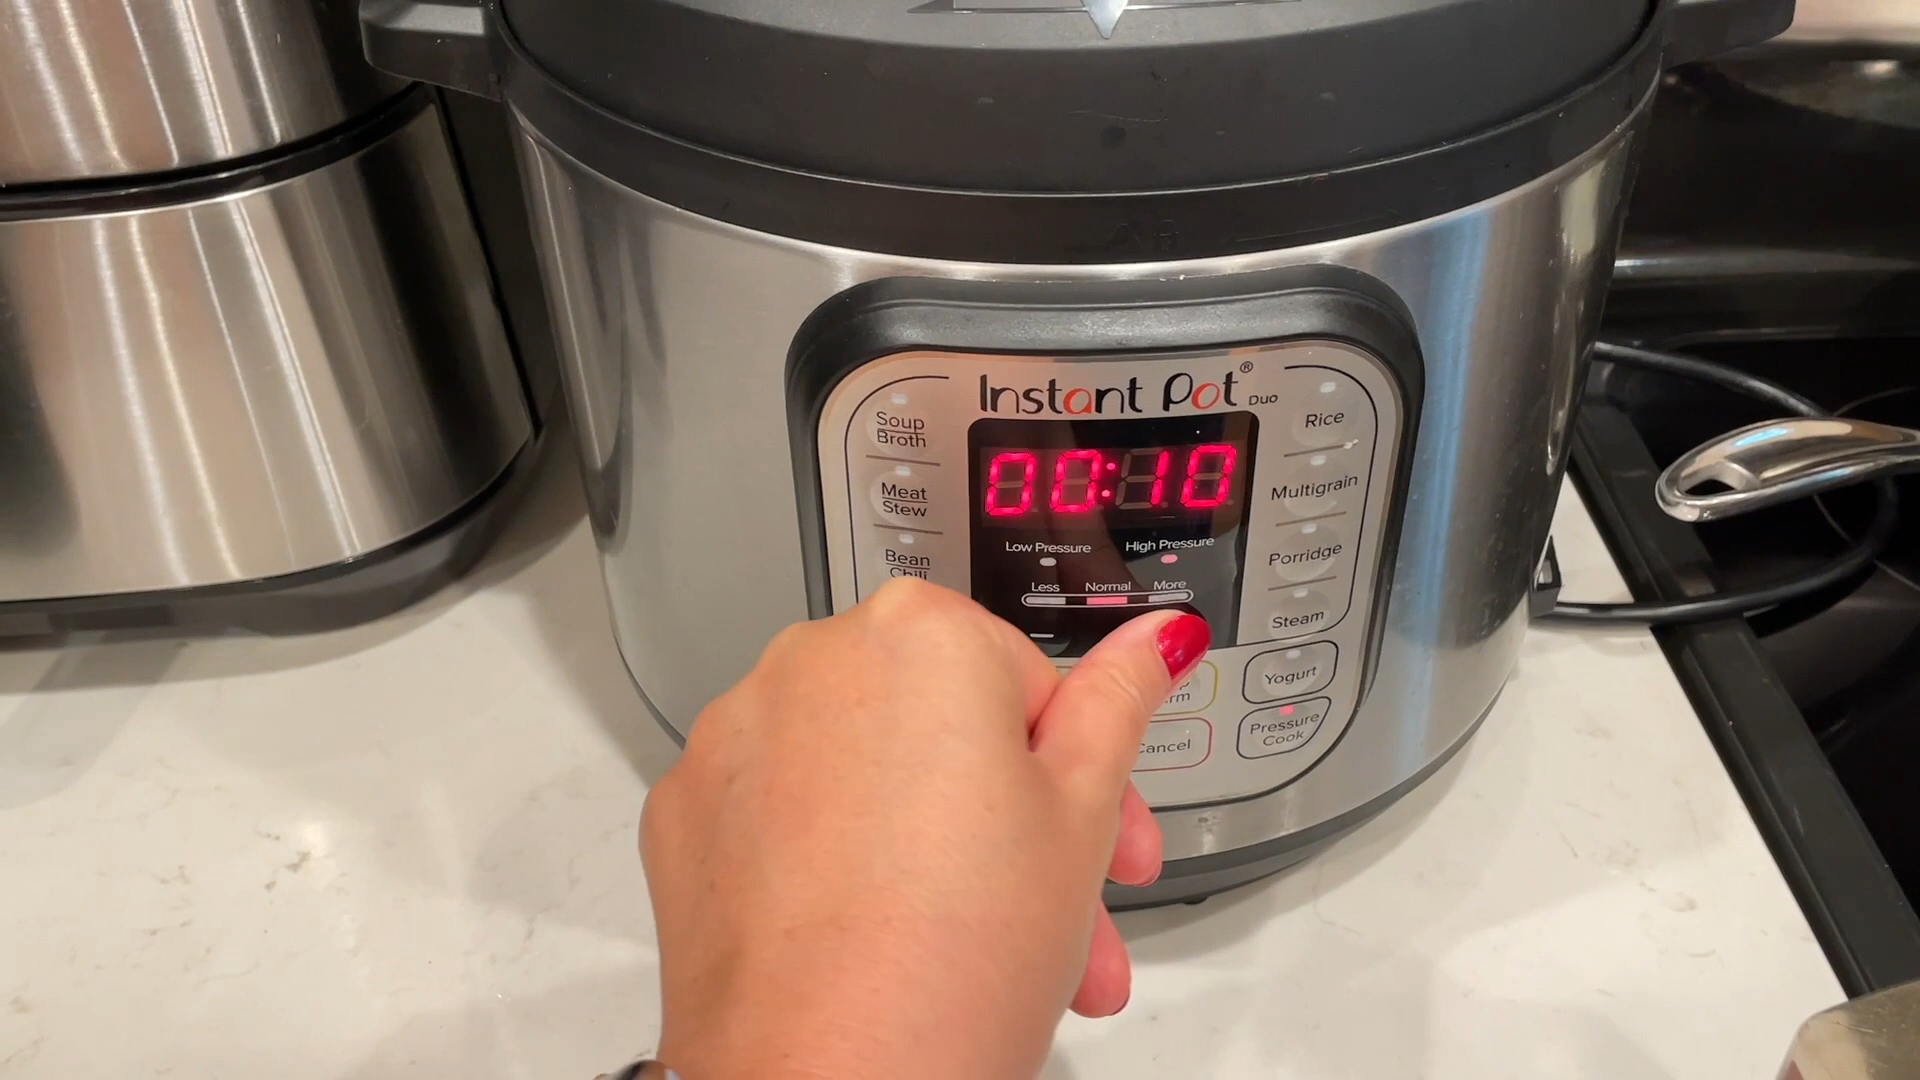 Instant Pot® Duo
Soup
Broth
Meat
Stew
Bean
Chili
00:10
Low Pressure
High Pressure
Less
Normal
More
Rice
Multigrain
Porridge
Steam
Yogurt
Cancel
Pressure
Cook